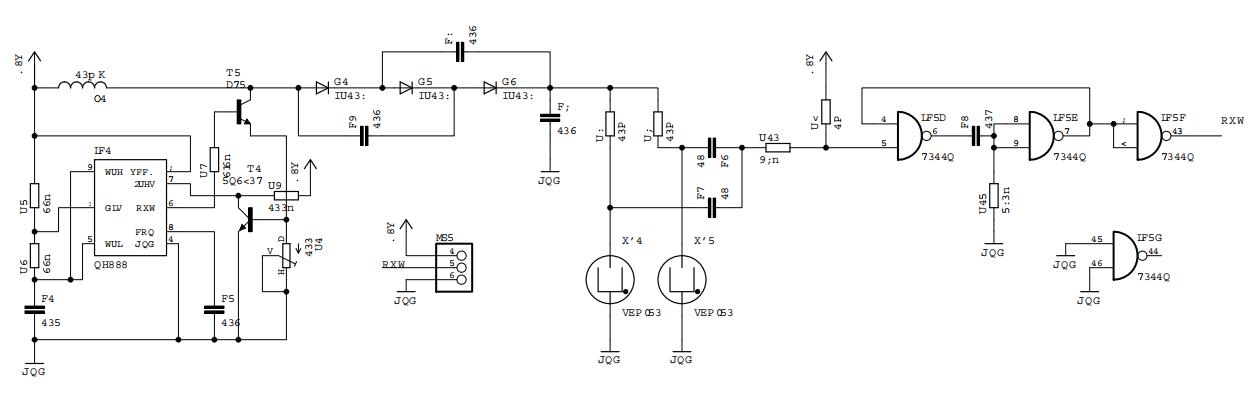 .8Y
43p K
O4
T5
D75
G4
IU43:
F:
436
G5
IU43:
G6
IU43:
F9
436
F;
436
JQG
U:
43P
U;
43P
48
F6
F7
48
U43
9;n
.8Y
U<
4P
4
5
IF5D
6
7344Q
F8
437
8
9
IF5E
7
7344Q
U45
5:3n
JQG
;
<
IF5F
43
7344Q
RXW
45
46
IF5G
44
7344Q
JQG
JQG
U5
66n
U6
66n
IF4
9
WUH
YFF.
;
2UHV
7
:
GLV
RXW
6
FRQ
8
5
WUL
JQG
4
QH888
U7
T4
5Q6<37
U9
433n
.8Y
V
D
H
433
U4
F4
435
F5
436
JQG
.8Y
MS5
4
RXW
5
6
JQG
X'4
VEP 053
JQG
X'5
VEP 053
JQG